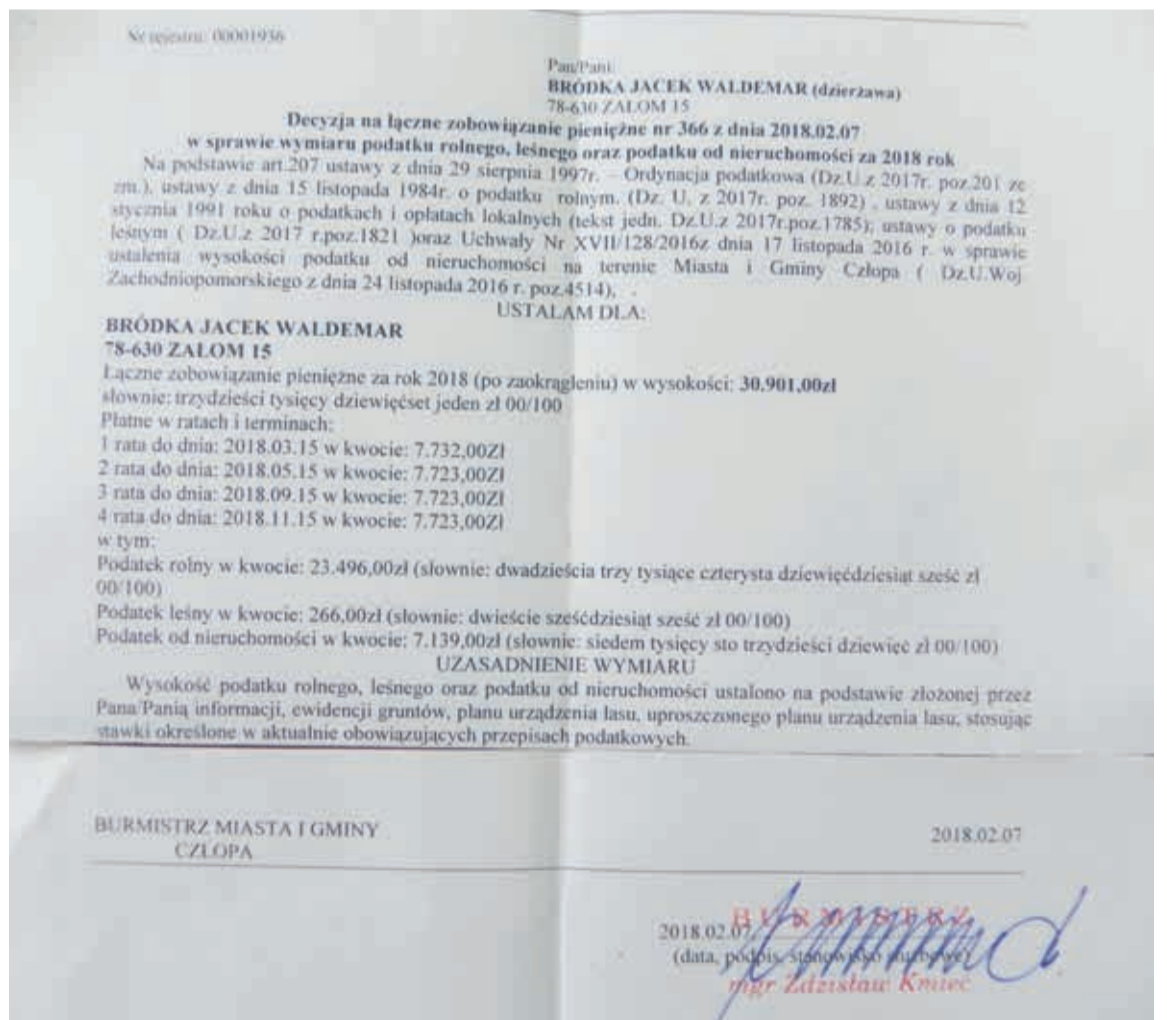 Nr rejestru: 00001936
Pan/Pani:
BRÓDKA JACEK WALDEMAR (dzierżawa)
78-630 ZAŁOM 15
Decyzja na łączne zobowiązanie pieniężne nr 366 z dnia 2018.02.07
w sprawie wymiaru podatku rolnego, leśnego oraz podatku od nieruchomości za 2018 rok
Na podstawie art.207 ustawy z dnia 29 sierpnia 1997r. - Ordynacja podatkowa (Dz.U.z 2017r. poz.201 ze
zm.), ustawy z dnia 15 listopada 1984r. o podatku rolnym. (Dz. U. z 2017r. poz. 1892) , ustawy z dnia 12
stycznia 1991 roku o podatkach i opłatach lokalnych (tekst jedn. Dz.U.z 2017r.poz.1785); ustawy o podatku
leśnym ( Dz.U.z 2017 r.poz.1821 )oraz Uchwały Nr XVII/128/2016z dnia 17 listopada 2016 r. w sprawie
ustalenia wysokości podatku od nieruchomości na terenie Miasta i Gminy Człopa ( Dz.U.Woj
Zachodniopomorskiego z dnia 24 listopada 2016 r. poz.4514), .
USTALAM DLA:
BRÓDKA JACEK WALDEMAR
78-630 ZAŁOM 15
Łączne zobowiązanie pieniężne za rok 2018 (po zaokrągleniu) w wysokości: 30.901,00zł
słownie: trzydzieści tysięcy dziewięćset jeden zł 00/100
Płatne w ratach i terminach:
1 rata do dnia: 2018.03.15 w kwocie: 7.732,00Zł
2 rata do dnia: 2018.05.15 w kwocie: 7.723,00Zł
3 rata do dnia: 2018.09.15 w kwocie: 7.723,00Zł
4 rata do dnia: 2018.11.15 w kwocie: 7.723,00Zł
w tym:
Podatek rolny w kwocie: 23.496,00zł (słownie: dwadzieścia trzy tysiące czterysta dziewięćdziesiąt sześć zł
00/100)
Podatek leśny w kwocie: 266,00zł (słownie: dwieście sześćdziesiąt sześć zł 00/100)
Podatek od nieruchomości w kwocie: 7.139,00zł (słownie: siedem tysięcy sto trzydzieści dziewięć zł 00/100)
UZASADNIENIE WYMIARU
Wysokość podatku rolnego, leśnego oraz podatku od nieruchomości ustalono na podstawie złożonej przez
Pana/Panią informacji, ewidencji gruntów, planu urządzenia lasu, uproszczonego planu urządzenia lasu, stosując
stawki określone w aktualnie obowiązujących przepisach podatkowych.
BURMISTRZ MIASTA I GMINY
CZŁOPA
2018.02.07
BURMISTRZ
2018.02.07
(data, podpis, stanowisko służbowe)
mgr Zdzisław Kmieć